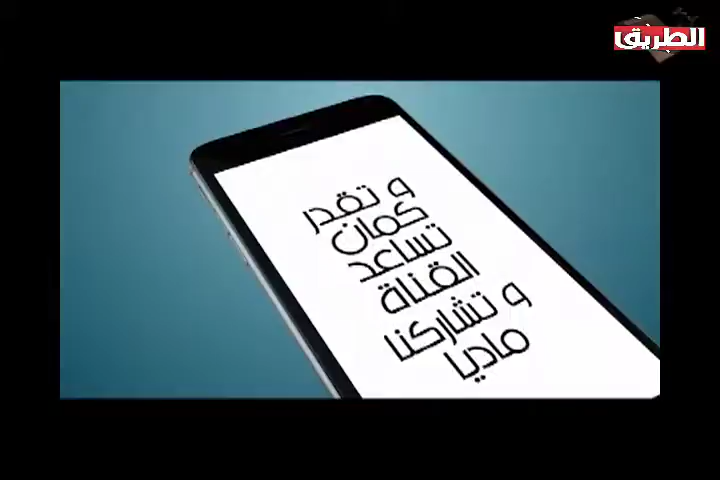 الطريق
و تقدر
كمان
تساعد
القناة
و تشاركنا
ماديا